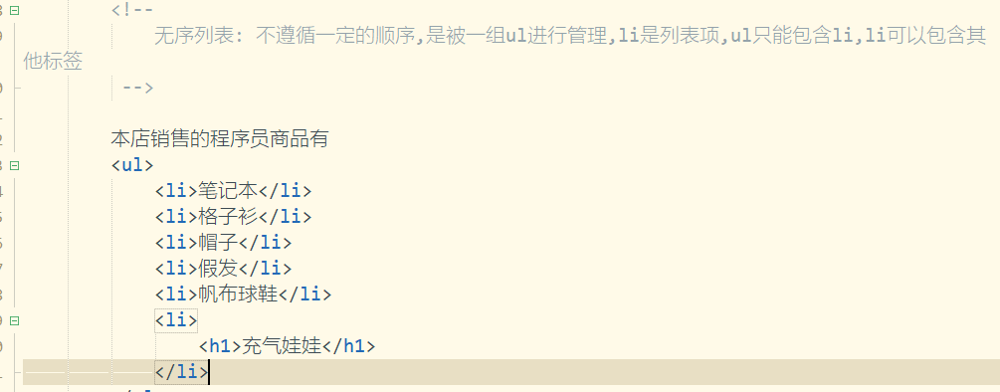 <!--
无序列表: 不遵循一定的顺序,是被一组ul进行管理,li是列表项,ul只能包含li,li可以包含其
他标签
-->
本店销售的程序员商品有
<ul>
<li>笔记本</li>
<li>格子衫</li>
<li>帽子</li>
<li>假发</li>
<li>帆布球鞋</li>
<li>
<h1>充气娃娃</h1>
</li>